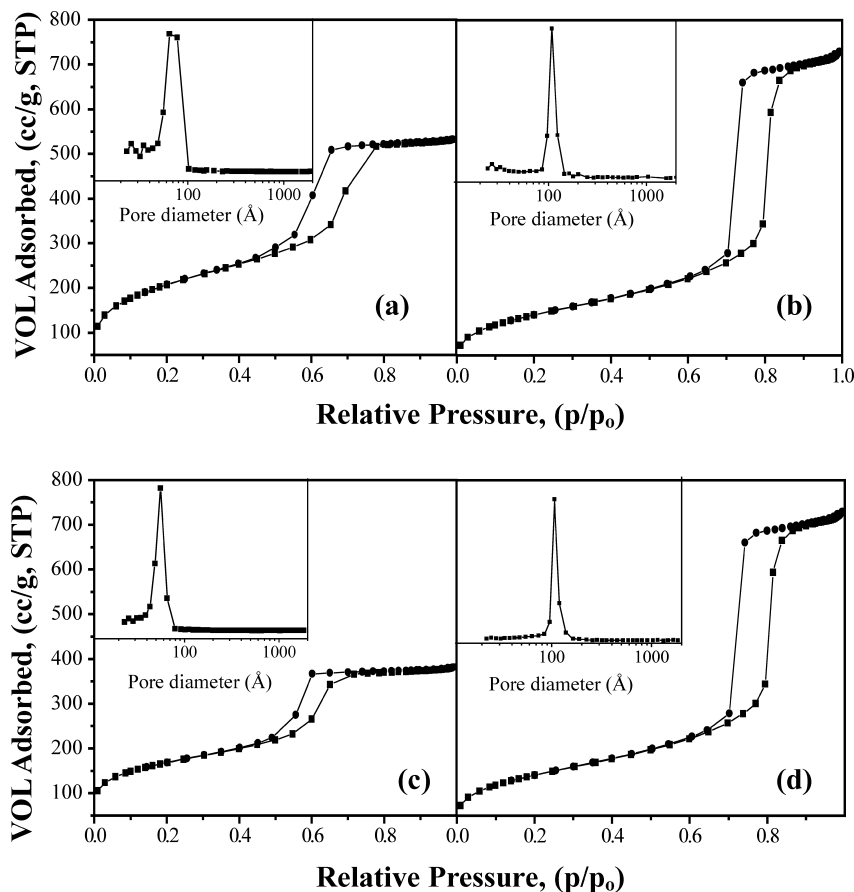 800
700
600
500
400
300
200
100
VOL Adsorbed, (cc/g, STP)
100 1000
Pore diameter (Å)
(a)
100 1000
Pore diameter (Å)
(b)
0.0 0.2 0.4 0.6 0.8 0.0 0.2 0.4 0.6 0.8 1.0
Relative Pressure, (p/po)
800
700
600
500
400
300
200
100
VOL Adsorbed, (cc/g, STP)
100 1000
Pore diameter (Å)
(c)
100 1000
Pore diameter (Å)
(d)
0.0 0.2 0.4 0.6 0.8 0.0 0.2 0.4 0.6 0.8
Relative Pressure, (p/po)